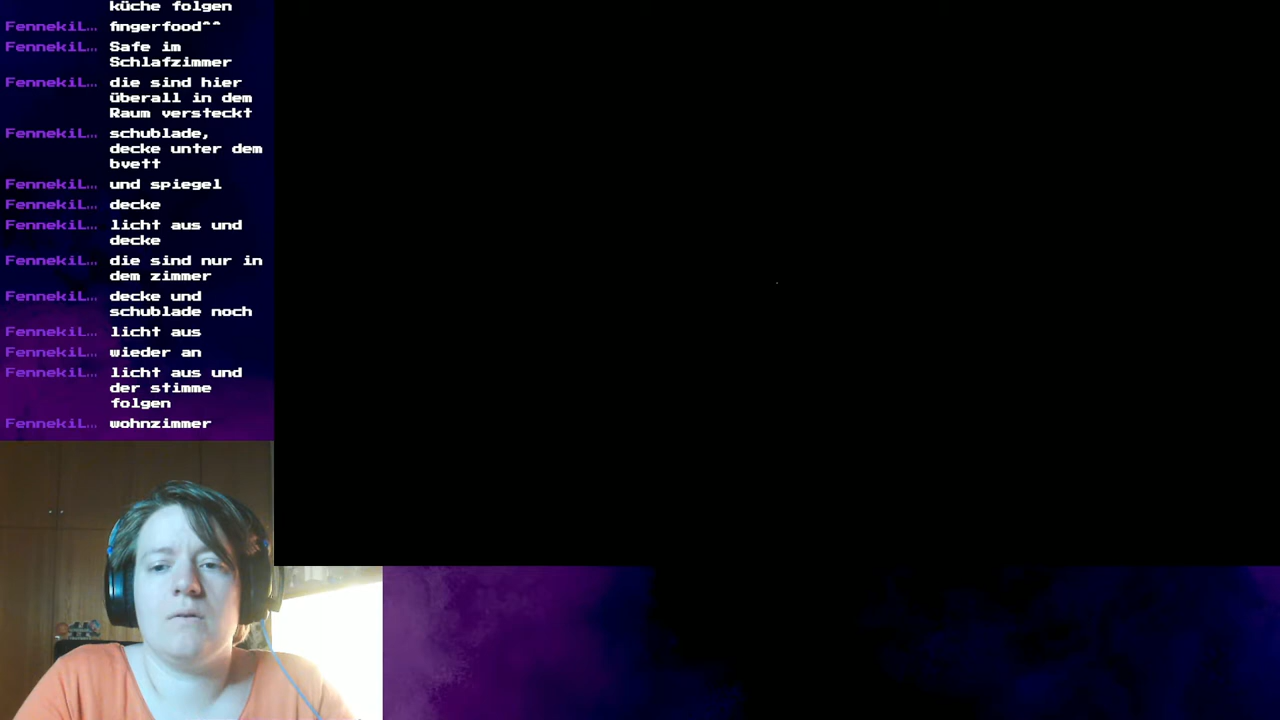 küche folgen
FennekiL… fingerfood^^
FennekiL… Safe im
Schlafzimmer
FennekiL… die sind hier
überall in dem
Raum versteckt
FennekiL… schublade,
decke unter dem
bvett
FennekiL… und spiegel
FennekiL… decke
FennekiL… licht aus und
decke
FennekiL… die sind nur in
dem zimmer
FennekiL… decke und
schublade noch
FennekiL… licht aus
FennekiL… wieder an
FennekiL… licht aus und
der stimme
folgen
FennekiL… wohnzimmer